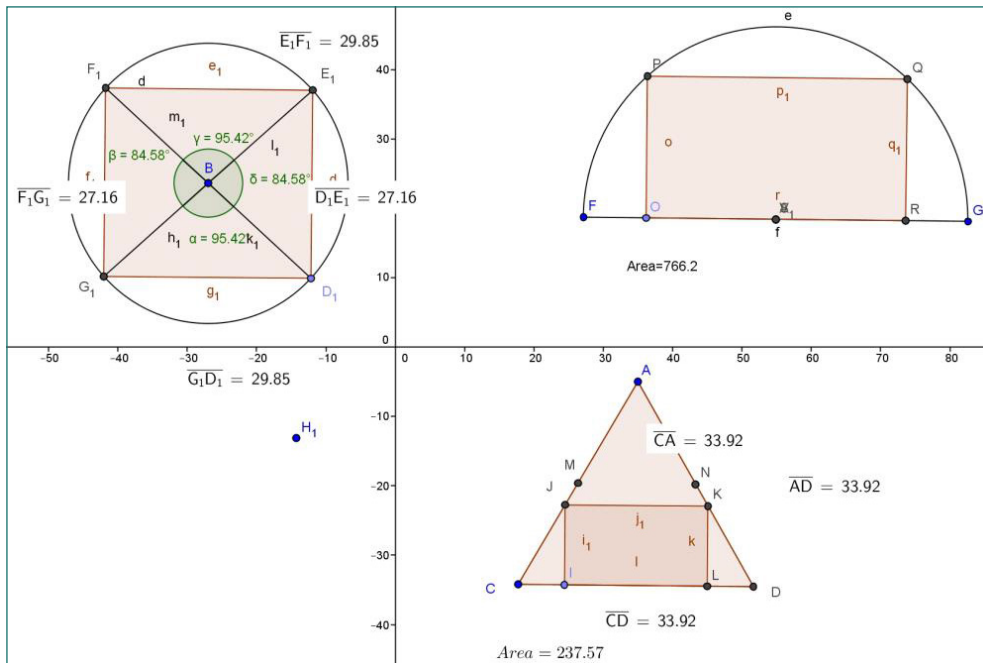 E₁F₁ = 29.85
e
F₁
d
e₁
E₁
40
P
Q
p₁
m₁
γ = 95.42°
l₁
30
o
q₁
β = 84.58°
B
δ = 84.58°
F₁G₁ = 27.16
D₁E₁ = 27.16
r
F
O
R
G
f
h₁
α = 95.42°
k₁
Area=766.2
G₁
g₁
D₁
10
0
-50
-40
-30
-20
-10
0
10
20
30
40
50
60
70
80
G₁D₁ = 29.85
A
-10
H₁
CA = 33.92
M
N
AD = 33.92
-20
J
K
j₁
i₁
k
-30
l
C
I
L
D
CD = 33.92
-40
Area = 237.57